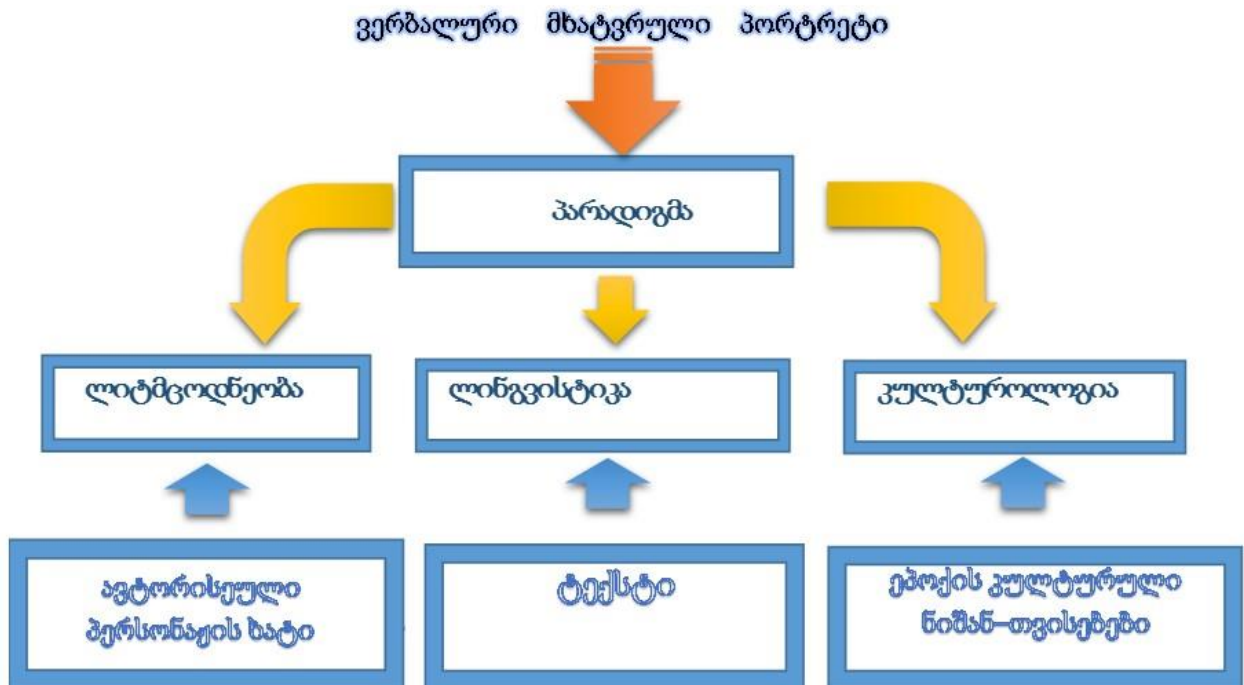 ვერბალური მხატვრული პორტრეტი
პარადიგმა
ლიტმცოდნეობა
ლინგვისტიკა
კულტუროლოგია
ავტორისეული
პერსონაჟის ხატი
ტექსტი
ეპოქის კულტურული
ნიშან–თვისებები